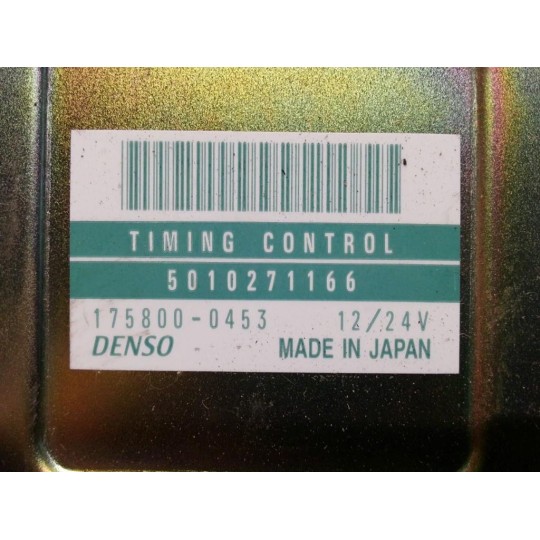 TIMING CONTROL
5010271166
175800-0453 12/24V
DENSO MADE IN JAPAN